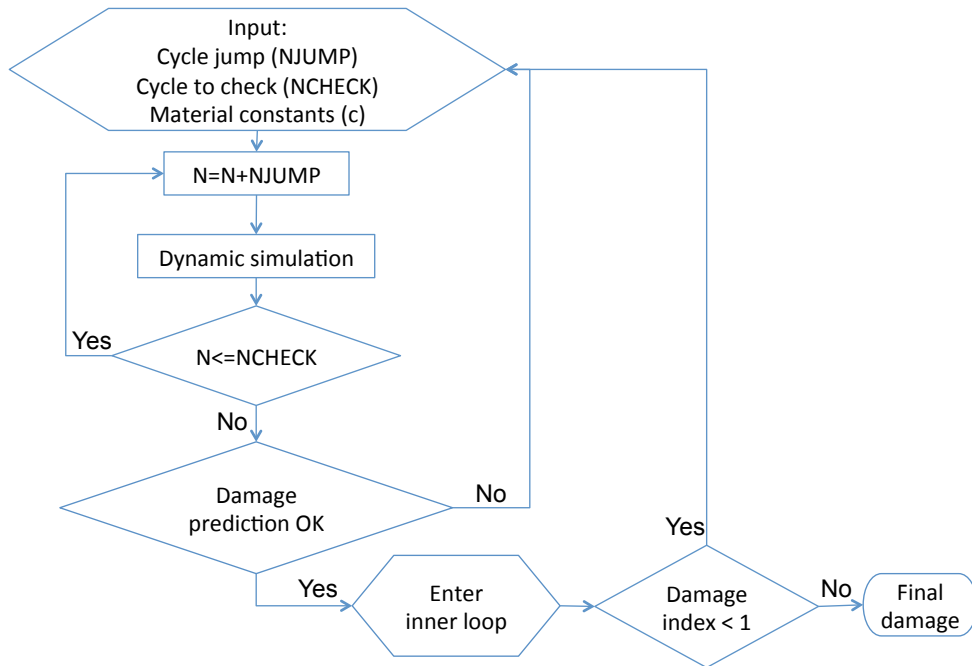 Input:
Cycle jump (NJUMP)
Cycle to check (NCHECK)
Material constants (c)
N=N+NJUMP
Dynamic simulation
Yes
N<=NCHECK
No
Damage
prediction OK
No
Yes
Enter
inner loop
Yes
Damage
index < 1
No
Final
damage